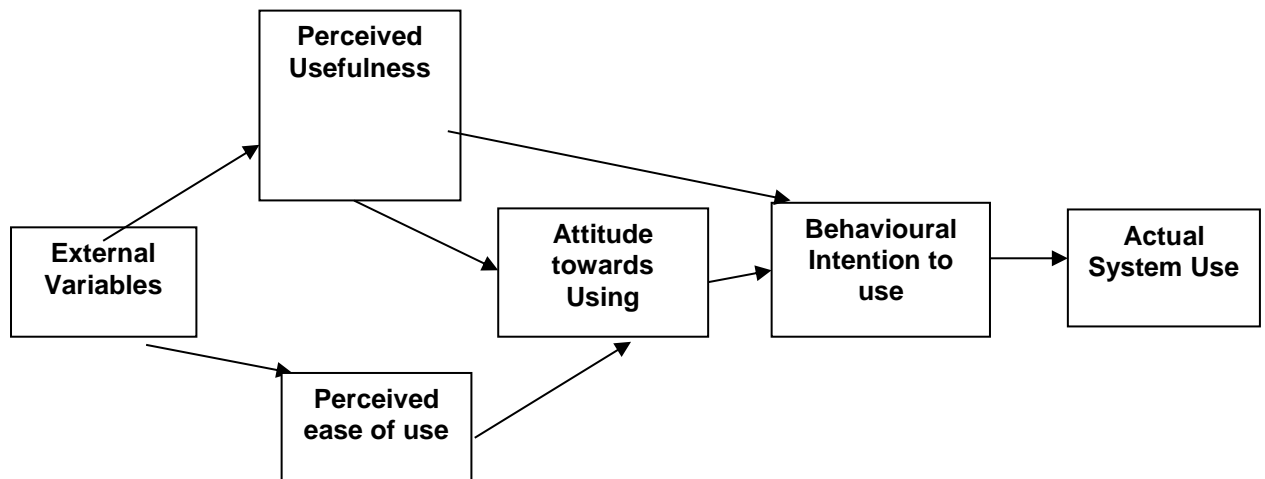 Perceived
Usefulness
External
Variables
Attitude
towards
Using
Behavioural
Intention to
use
Actual
System Use
Perceived
ease of use